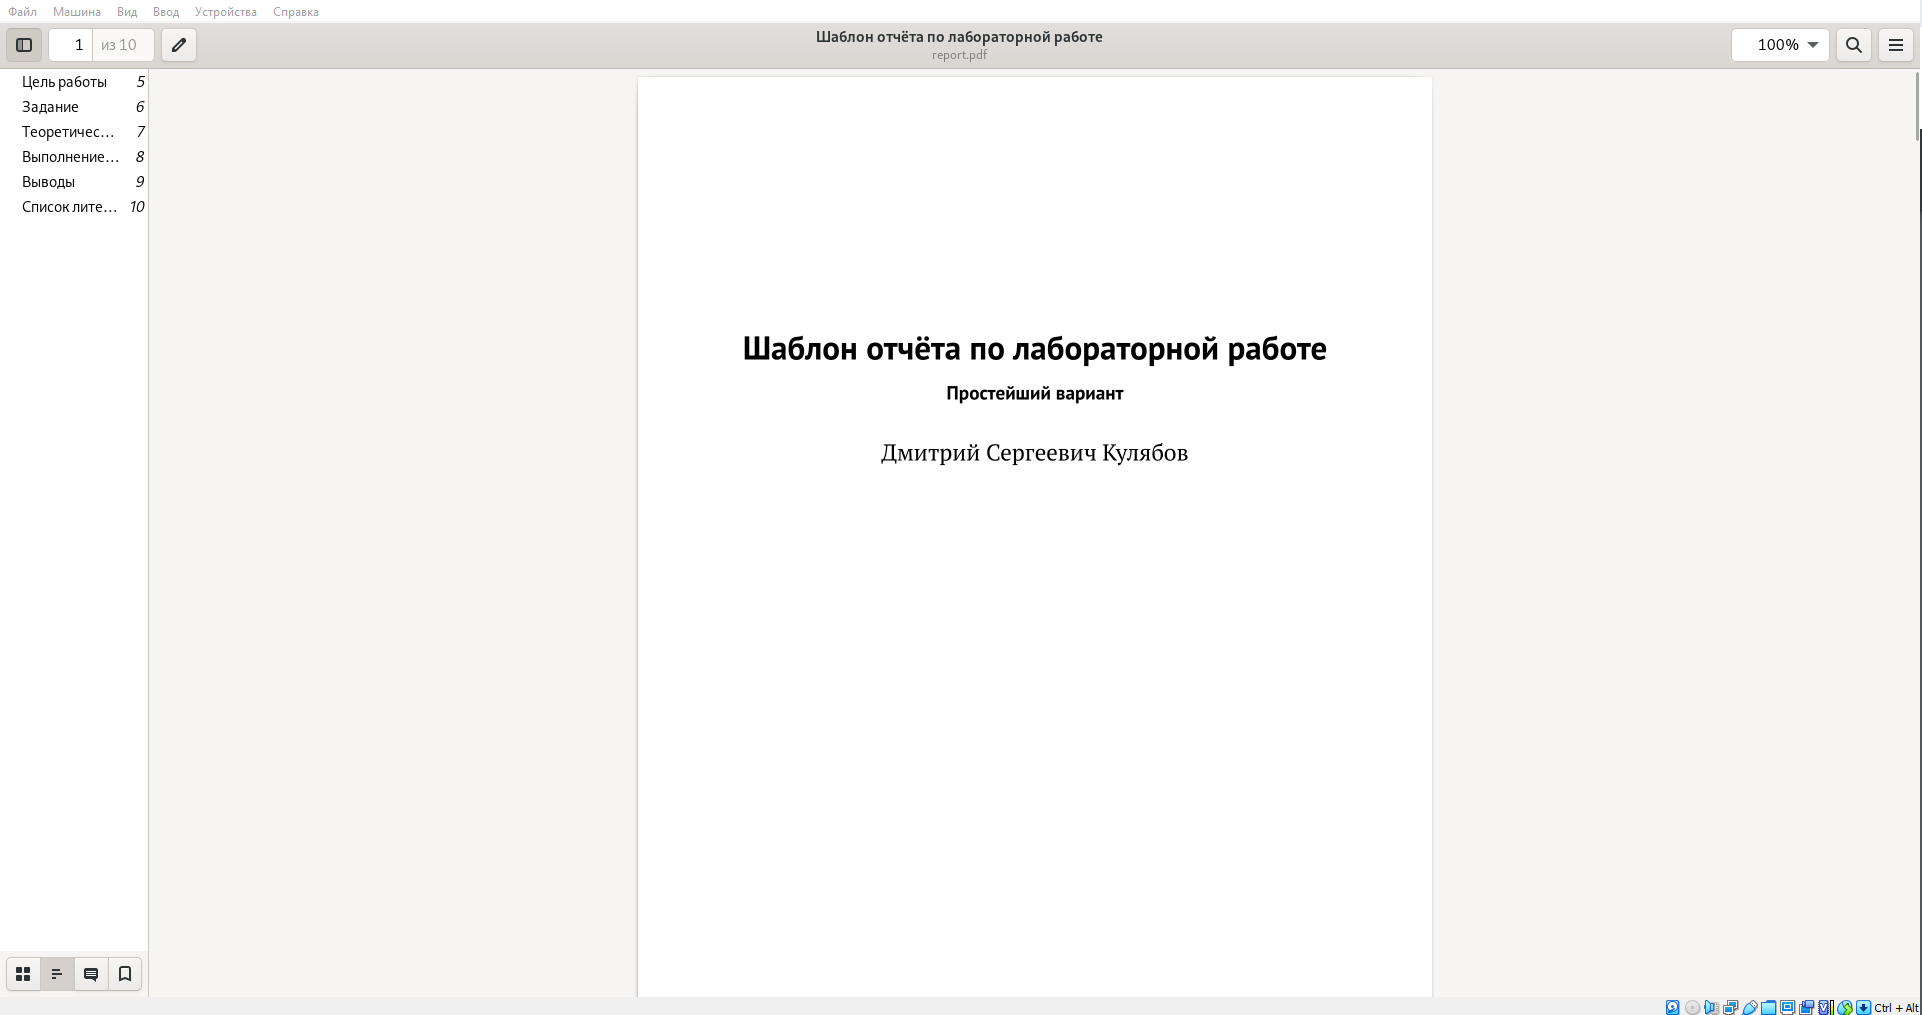 Файл Машина Вид Ввод Устройства Справка
1 из 10
Шаблон отчёта по лабораторной работе
report.pdf
100%
Цель работы 5
Задание 6
Теоретичес… 7
Выполнение… 8
Выводы 9
Список лите… 10
Шаблон отчёта по лабораторной работе
Простейший вариант
Дмитрий Сергеевич Кулябов
Ctrl + Alt